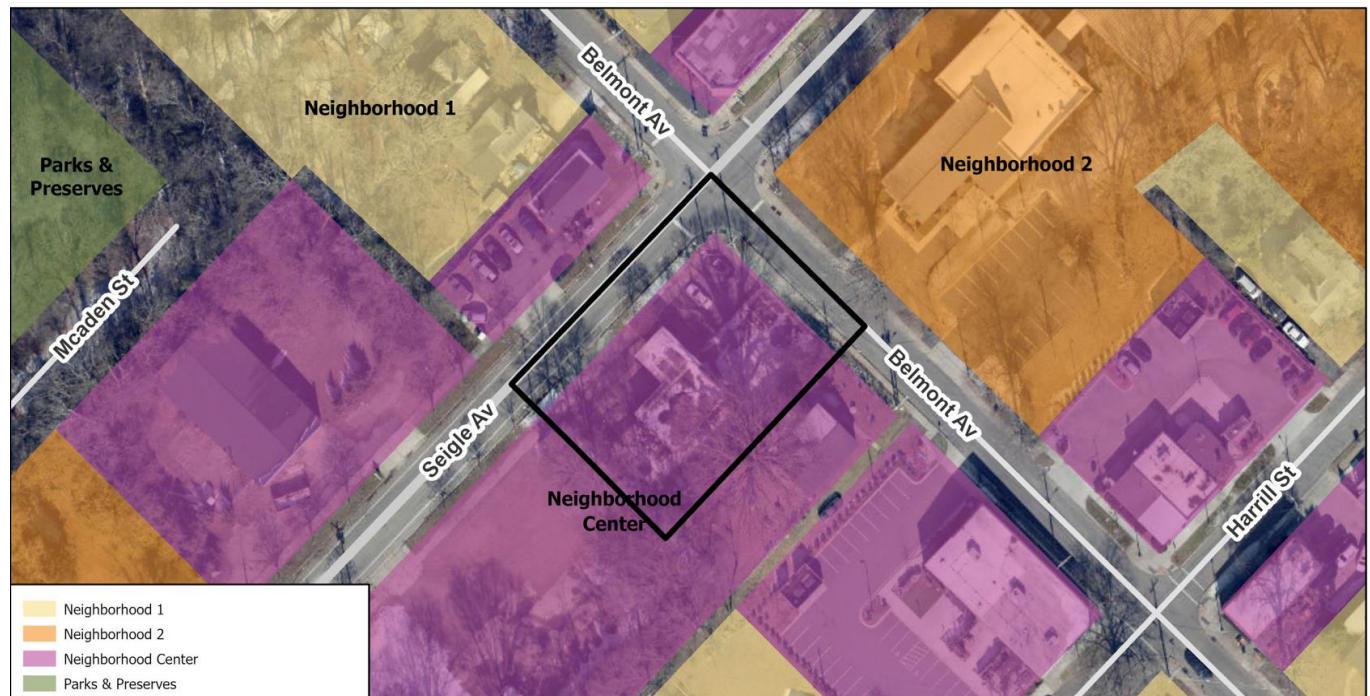 Belmont Av
Neighborhood 1
Neighborhood 2
Parks &
Preserves
Mcaden St
Belmont Av
Seigle Av
Harrill St
Neighborhood
Center
Neighborhood 1
Neighborhood 2
Neighborhood Center
Parks & Preserves